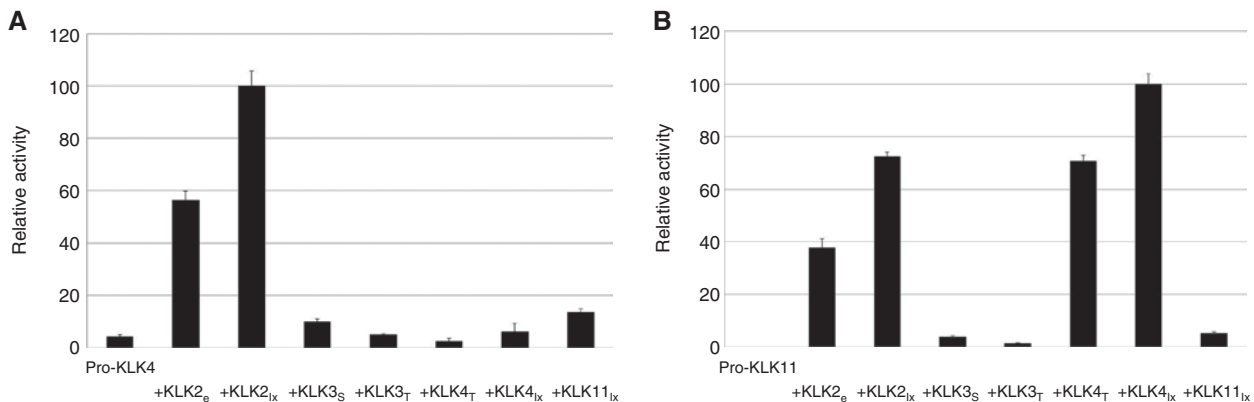 A
120
100
80
60
40
20
0
Relative activity
Pro-KLK4
+KLK2e +KLK2lx +KLK3S +KLK3T +KLK4T +KLK4lx +KLK11lx
B
120
100
80
60
40
20
0
Relative activity
Pro-KLK11
+KLK2e +KLK2lx +KLK3S +KLK3T +KLK4T +KLK4lx +KLK11lx